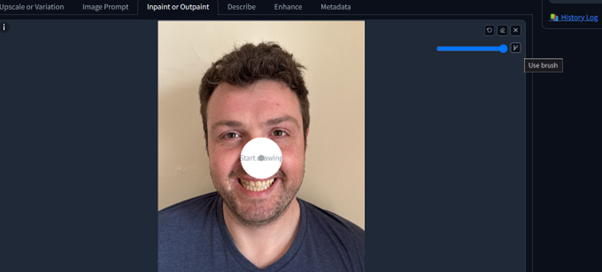 Upscale or Variation Image Prompt Inpaint or Outpaint Describe Enhance Metadata
History Log
Use brush
Start drawing